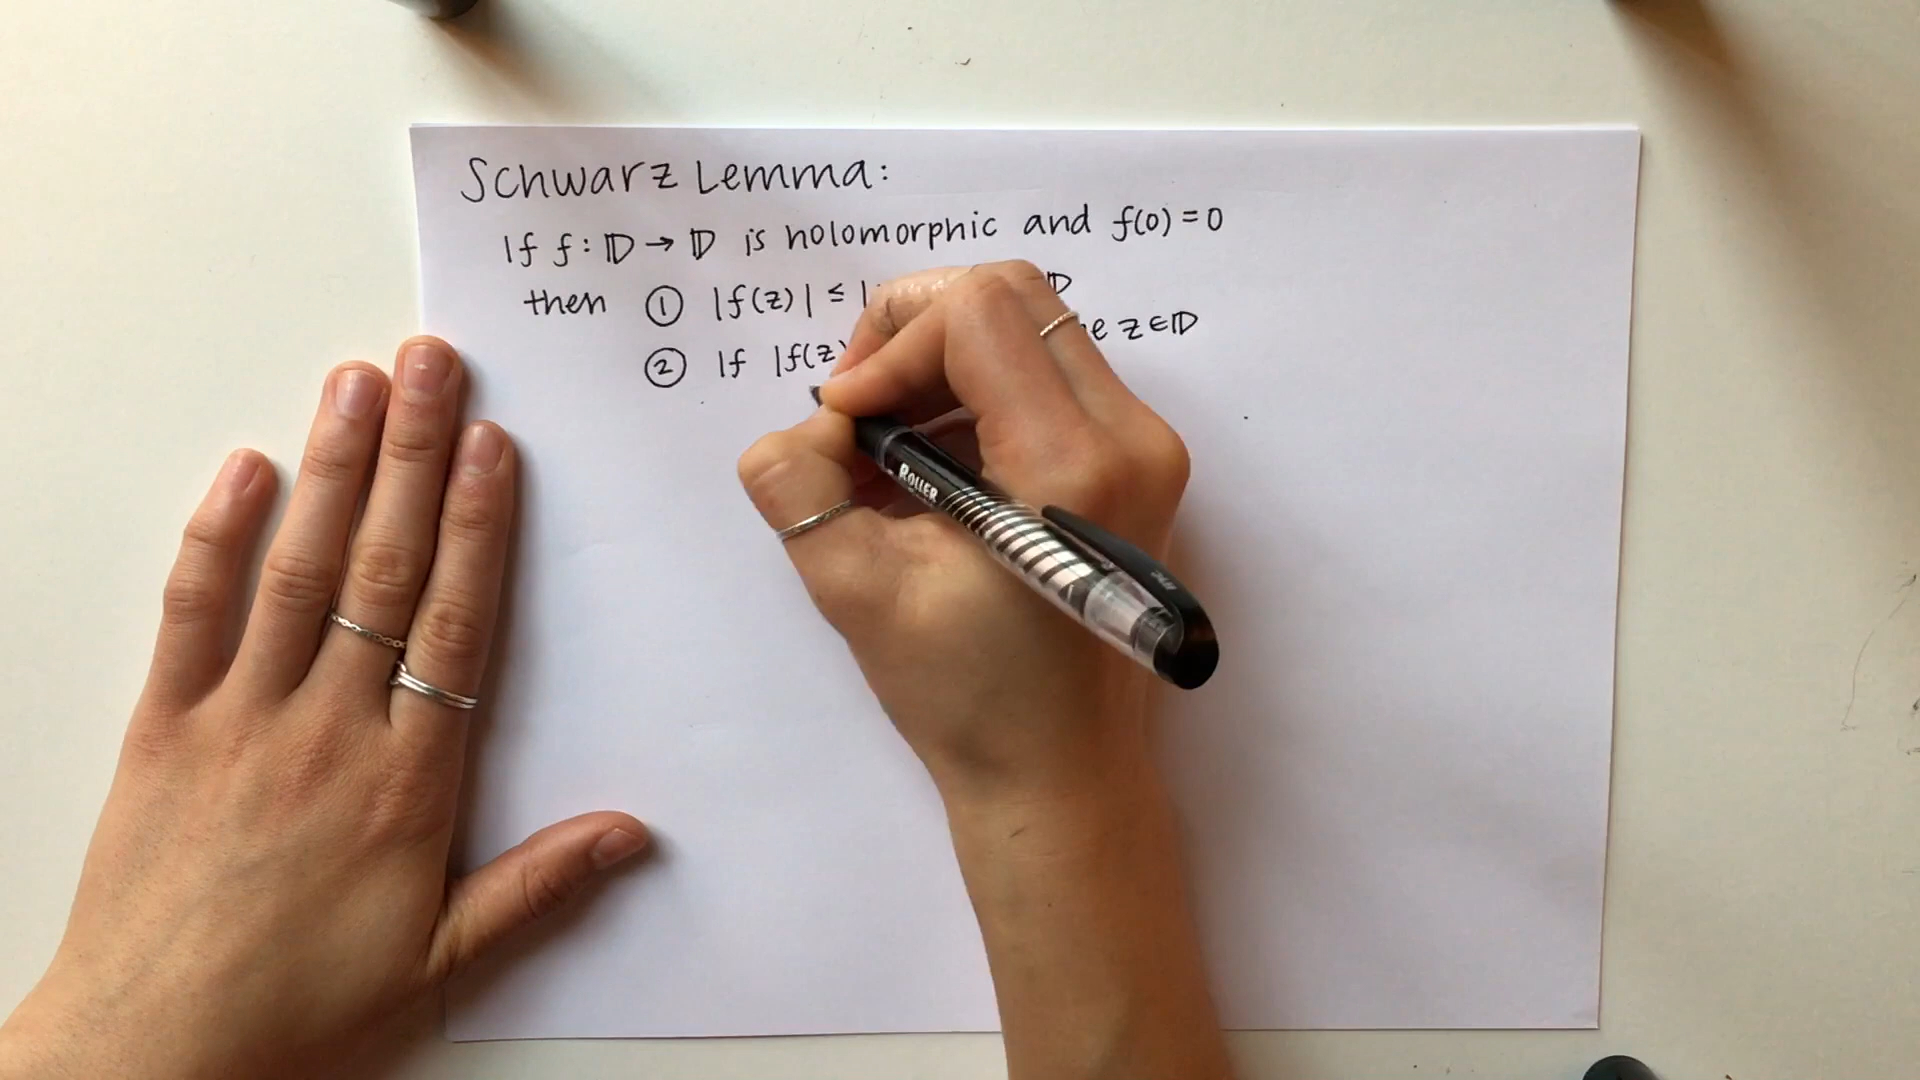 Schwarz Lemma:
If f: 𝔻 → 𝔻 is holomorphic and f(0) = 0
then ① |f(z)| ≤ | 𝔻
② If |f(z) z ∈ 𝔻
ROLLER